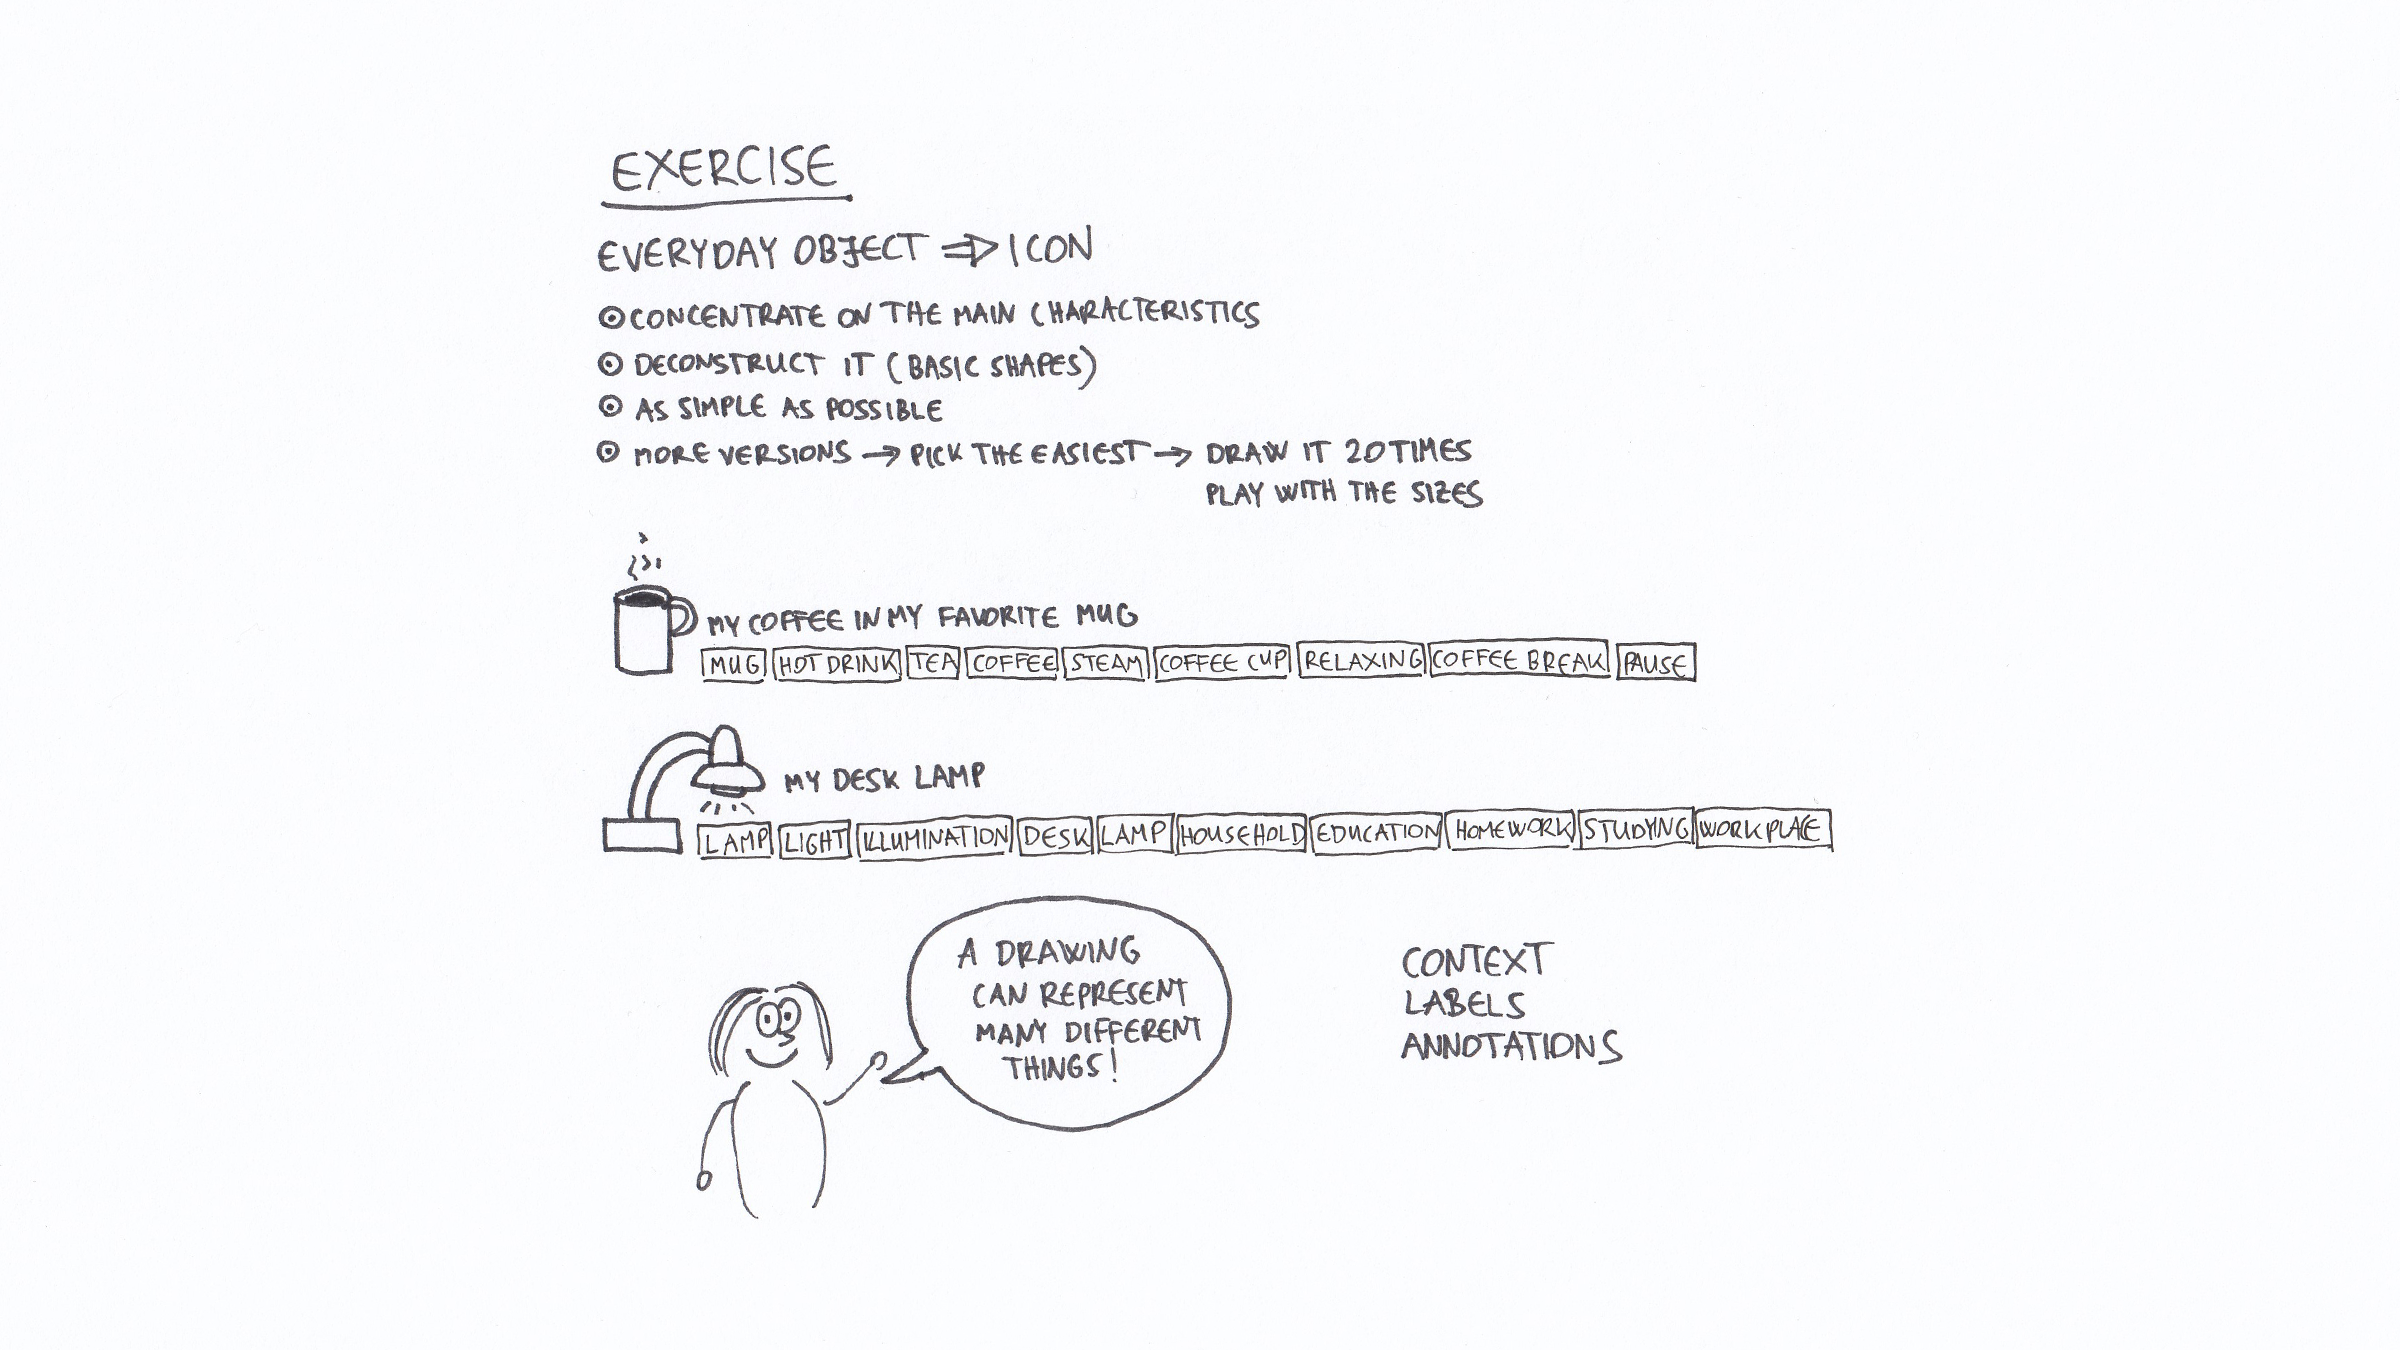 EXERCISE
EVERYDAY OBJECT ⇒ ICON
⊙ CONCENTRATE ON THE MAIN CHARACTERISTICS
⊙ DECONSTRUCT IT (BASIC SHAPES)
⊙ AS SIMPLE AS POSSIBLE
⊙ MORE VERSIONS → PICK THE EASIEST → DRAW IT 20 TIMES
PLAY WITH THE SIZES
MY COFFEE IN MY FAVORITE MUG
MUG HOT DRINK TEA COFFEE STEAM COFFEE CUP RELAXING COFFEE BREAK PAUSE
MY DESK LAMP
LAMP LIGHT ILLUMINATION DESK LAMP HOUSEHOLD EDUCATION HOMEWORK STUDYING WORKPLACE
A DRAWING
CAN REPRESENT
MANY DIFFERENT
THINGS!
CONTEXT
LABELS
ANNOTATIONS